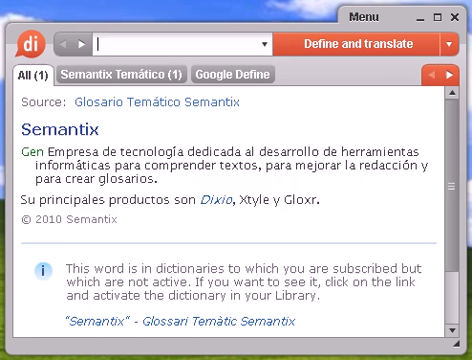 Menu
di
Define and translate
All (1) Semantix Temático (1) Google Define
Source: Glosario Temático Semantix
Semantix
Gen Empresa de tecnología dedicada al desarrollo de herramientas
informáticas para comprender textos, para mejorar la redacción y
para crear glosarios.
Su principales productos son Dixio, Xtyle y Gloxr.
© 2010 Semantix
i
This word is in dictionaries to which you are subscribed but
which are not active. If you want to see it, click on the link
and activate the dictionary in your Library.
"Semantix" - Glossari Temàtic Semantix